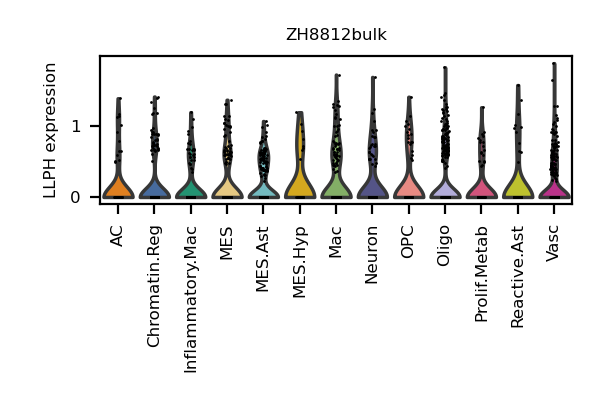 ZH8812bulk
LLPH expression
1
0
AC
Chromatin.Reg
Inflammatory.Mac
MES
MES.Ast
MES.Hyp
Mac
Neuron
OPC
Oligo
Prolif.Metab
Reactive.Ast
Vasc